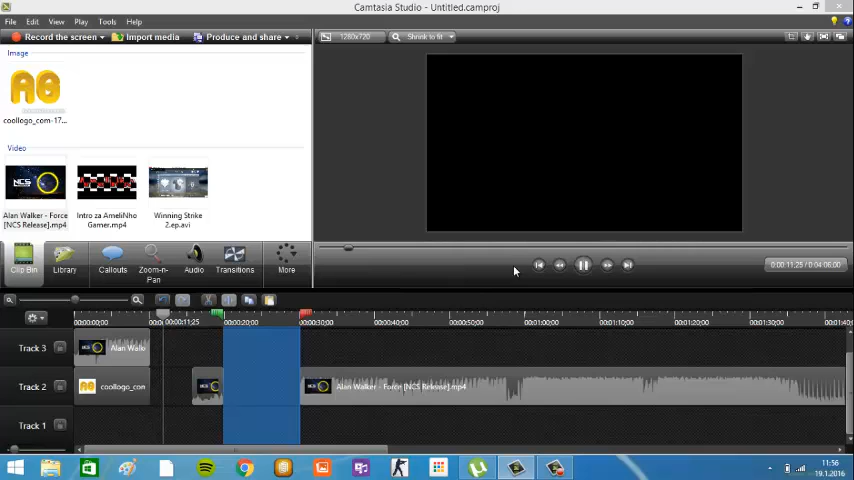 Camtasia Studio - Untitled.camproj
File Edit View Play Tools Help
Record the screen Import media Produce and share
1280x720 Shrink to fit
Image
coollogo_com-17...
Video
NCS
Alan Walker - Force [NCS Release].mp4
Intro za AmeliNho Gamer.mp4
Winning Strike 2.ep.avi
Clip Bin Library Callouts Zoom-n-Pan Audio Transitions More
0:00:11;25 / 0:04:06;00
00:00:00;00 00:00:11;25 00:00:20;00 00:00:30;00 00:00:40;00 00:00:50;00 00:01:00;00 00:01:10;00 00:01:20;00 00:01:30;00 00:01:40;0
Track 3 Alan Walk
Track 2 coollogo_com Alan Walker - Force [NCS Release].mp4
Track 1
11:56
19.1.2016